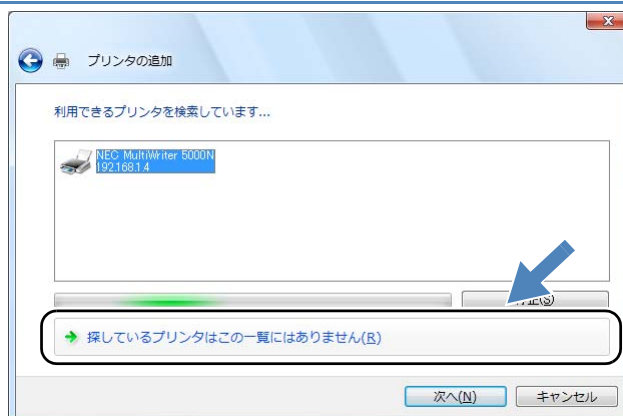 プリンタの追加
利用できるプリンタを検索しています...
NEC MultiWriter 5000N
192.168.1.4
探しているプリンタはこの一覧にはありません(R)
次へ(N)
キャンセル